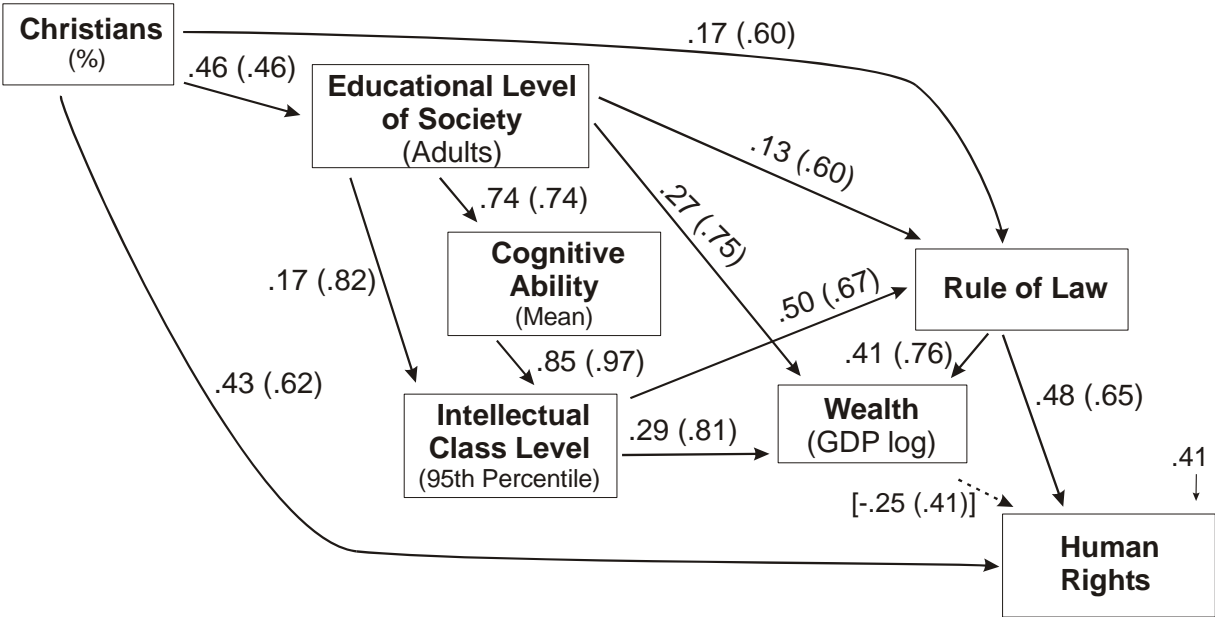 Christians
(%)
.17 (.60)
.46 (.46)
Educational Level
of Society
(Adults)
.13 (.60)
.74 (.74)
.27 (.75)
Cognitive
Ability
(Mean)
.17 (.82)
.50 (.67)
Rule of Law
.85 (.97)
.41 (.76)
.43 (.62)
.48 (.65)
Intellectual
Class Level
(95th Percentile)
.29 (.81)
Wealth
(GDP log)
.41
[-.25 (.41)]
Human
Rights